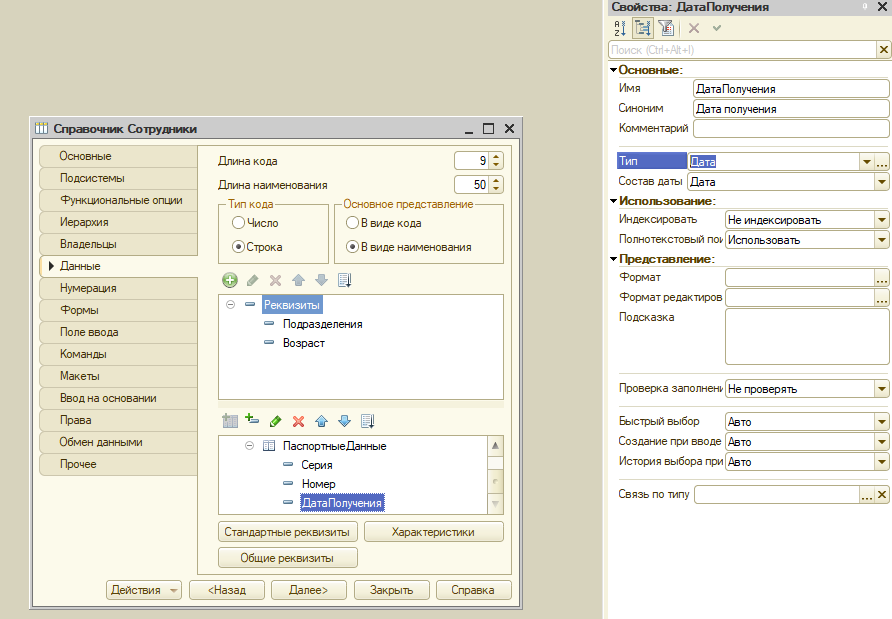 Справочник Сотрудники
Основные
Подсистемы
Функциональные опции
Иерархия
Владельцы
Данные
Нумерация
Формы
Поле ввода
Команды
Макеты
Ввод на основании
Права
Обмен данными
Прочее
Длина кода 9
Длина наименования 50
Тип кода
Число
Строка
Основное представление
В виде кода
В виде наименования
Реквизиты
Подразделения
Возраст
ПаспортныеДанные
Серия
Номер
ДатаПолучения
Стандартные реквизиты Характеристики
Общие реквизиты
Действия <Назад Далее> Закрыть Справка
Свойства: ДатаПолучения
Поиск (Ctrl+Alt+I)
Основные:
Имя ДатаПолучения
Синоним Дата получения
Комментарий
Тип Дата
Состав даты Дата
Использование:
Индексировать Не индексировать
Полнотекстовый пои Использовать
Представление:
Формат
Формат редактиров
Подсказка
Проверка заполнени Не проверять
Быстрый выбор Авто
Создание при вводе Авто
История выбора при Авто
Связь по типу